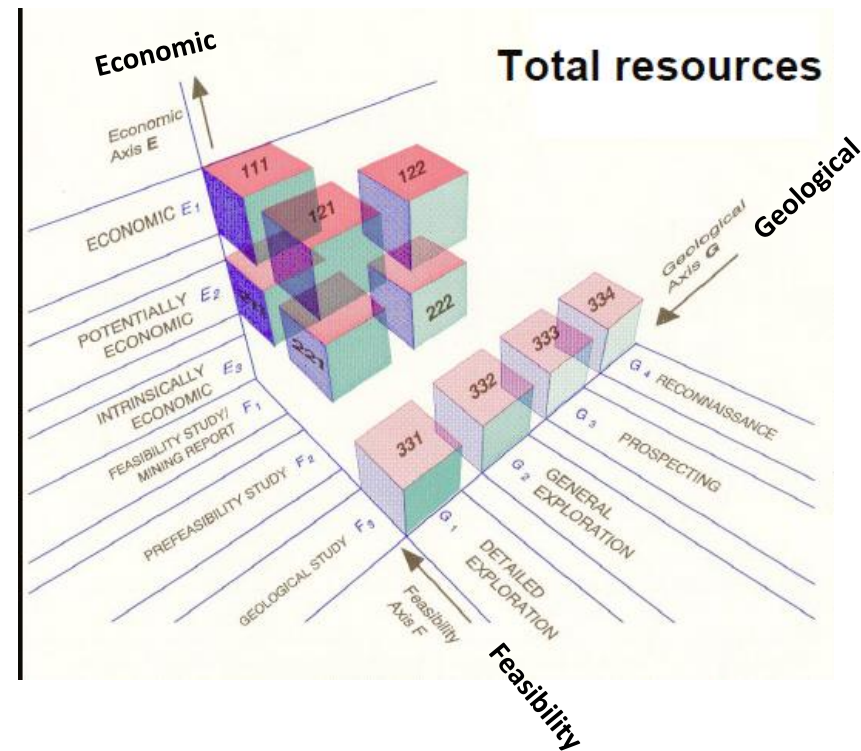 Economic
Total resources
Geological
Economic
Axis E
111
122
121
ECONOMIC E1
Geological
Axis G
POTENTIALLY
ECONOMIC
E2
222
334
221
333
INTRINSICALLY
ECONOMIC
E3
332
G4 RECONNAISSANCE
FEASIBILITY STUDY/
MINING REPORT
F1
331
G3 PROSPECTING
PREFEASIBILITY STUDY F2
G2 GENERAL
EXPLORATION
GEOLOGICAL STUDY F3
G1 DETAILED
EXPLORATION
Feasibility
Axis F
Feasibility